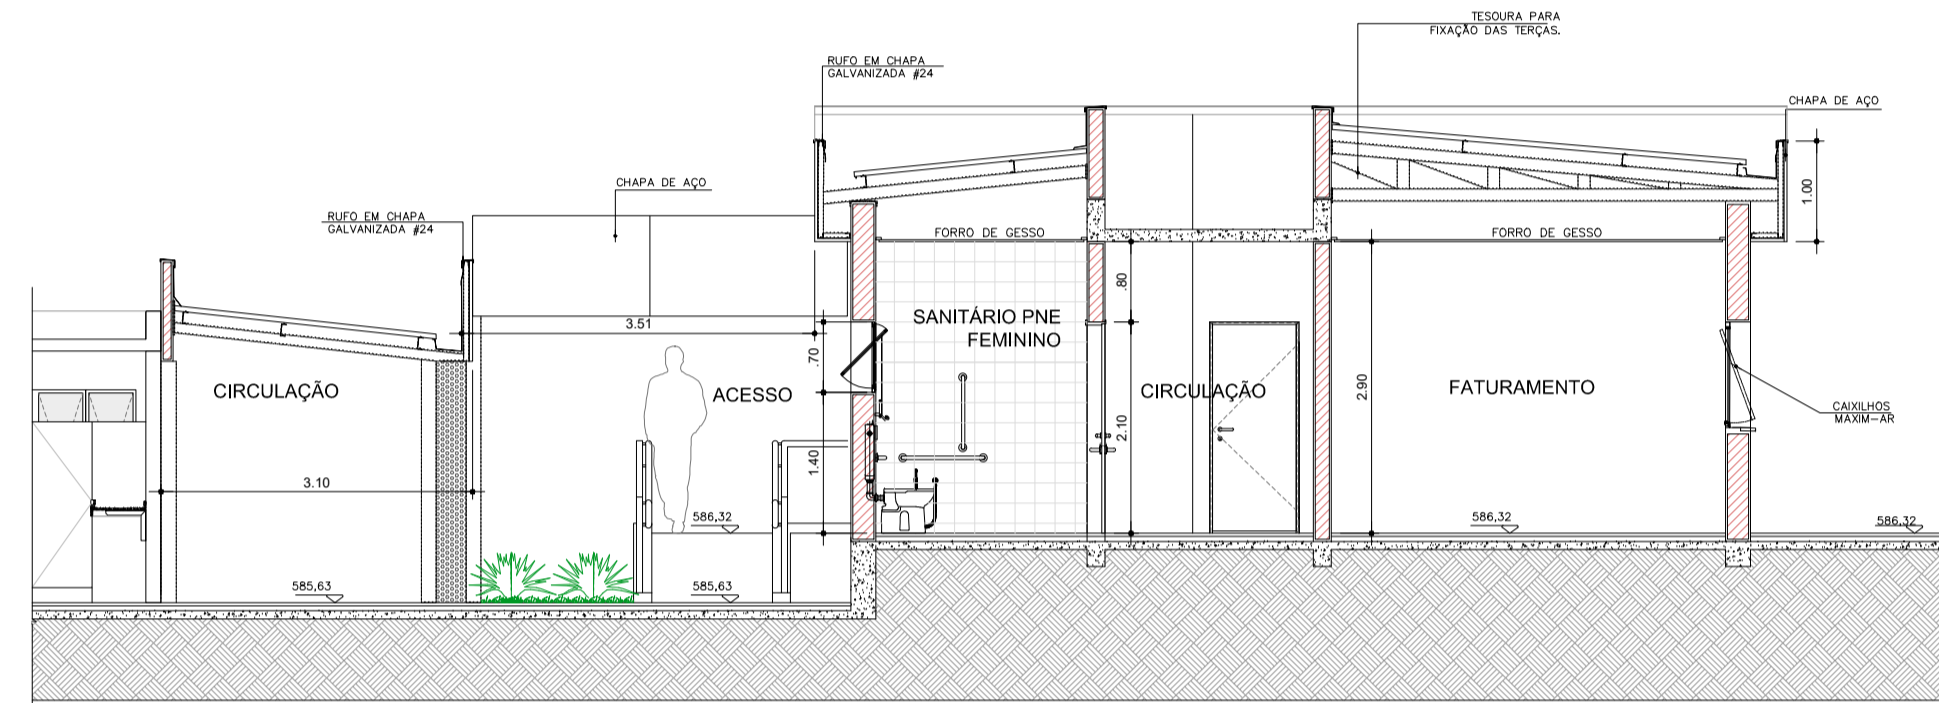 TESOURA PARA
FIXAÇÃO DAS TERÇAS.
RUFO EM CHAPA
GALVANIZADA #24
CHAPA DE AÇO
CHAPA DE AÇO
RUFO EM CHAPA
GALVANIZADA #24
1.00
FORRO DE GESSO
FORRO DE GESSO
.80
3.51
SANITÁRIO PNE
FEMININO
.70
CIRCULAÇÃO
ACESSO
CIRCULAÇÃO
2.90
FATURAMENTO
CAIXILHOS
MAXIM-AR
2.10
1.40
3.10
586,32
586,32
586,32
585,63
585,63